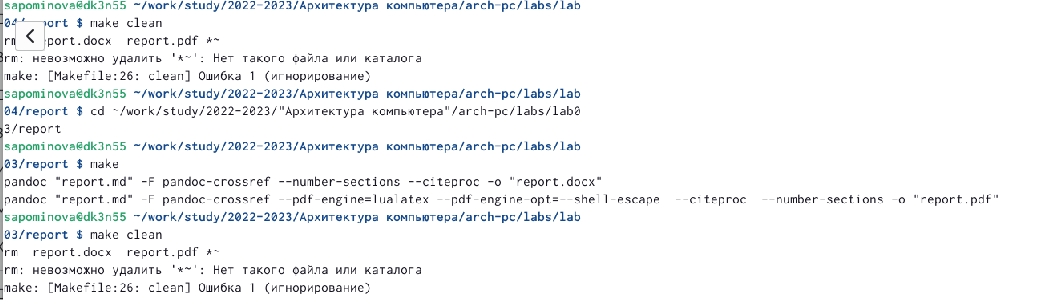 sapominova@dk3n55 ~/work/study/2022-2023/Архитектура компьютера/arch-pc/labs/lab
04/report $ make clean
rm report.docx report.pdf *~
rm: невозможно удалить '*~': Нет такого файла или каталога
make: [Makefile:26: clean] Ошибка 1 (игнорирование)
sapominova@dk3n55 ~/work/study/2022-2023/Архитектура компьютера/arch-pc/labs/lab
04/report $ cd ~/work/study/2022-2023/"Архитектура компьютера"/arch-pc/labs/lab0
3/report
sapominova@dk3n55 ~/work/study/2022-2023/Архитектура компьютера/arch-pc/labs/lab
03/report $ make
pandoc "report.md" -F pandoc-crossref --number-sections --citeproc -o "report.docx"
pandoc "report.md" -F pandoc-crossref --pdf-engine=lualatex --pdf-engine-opt=--shell-escape --citeproc --number-sections -o "report.pdf"
sapominova@dk3n55 ~/work/study/2022-2023/Архитектура компьютера/arch-pc/labs/lab
03/report $ make clean
rm report.docx report.pdf *~
rm: невозможно удалить '*~': Нет такого файла или каталога
make: [Makefile:26: clean] Ошибка 1 (игнорирование)